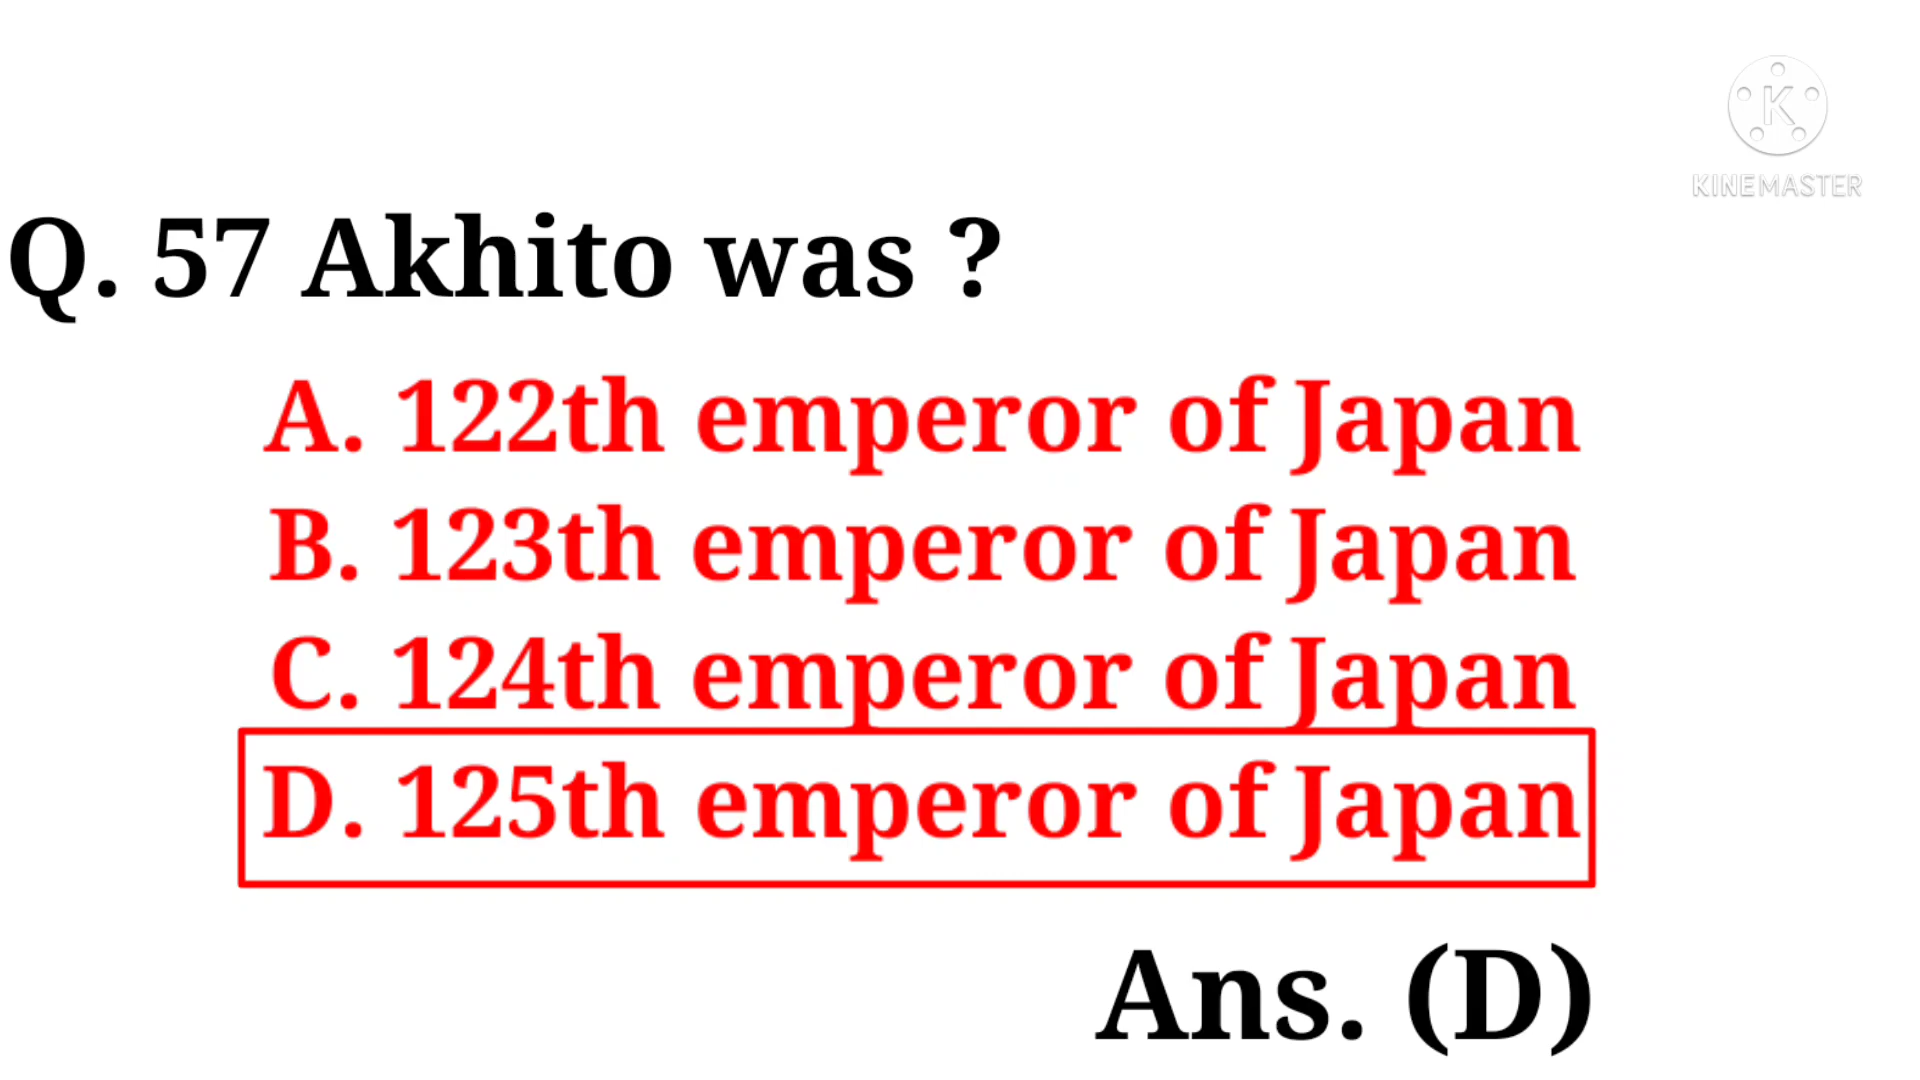 KINEMASTER
Q. 57 Akhito was ?
A. 122th emperor of Japan
B. 123th emperor of Japan
C. 124th emperor of Japan
D. 125th emperor of Japan
Ans. (D)